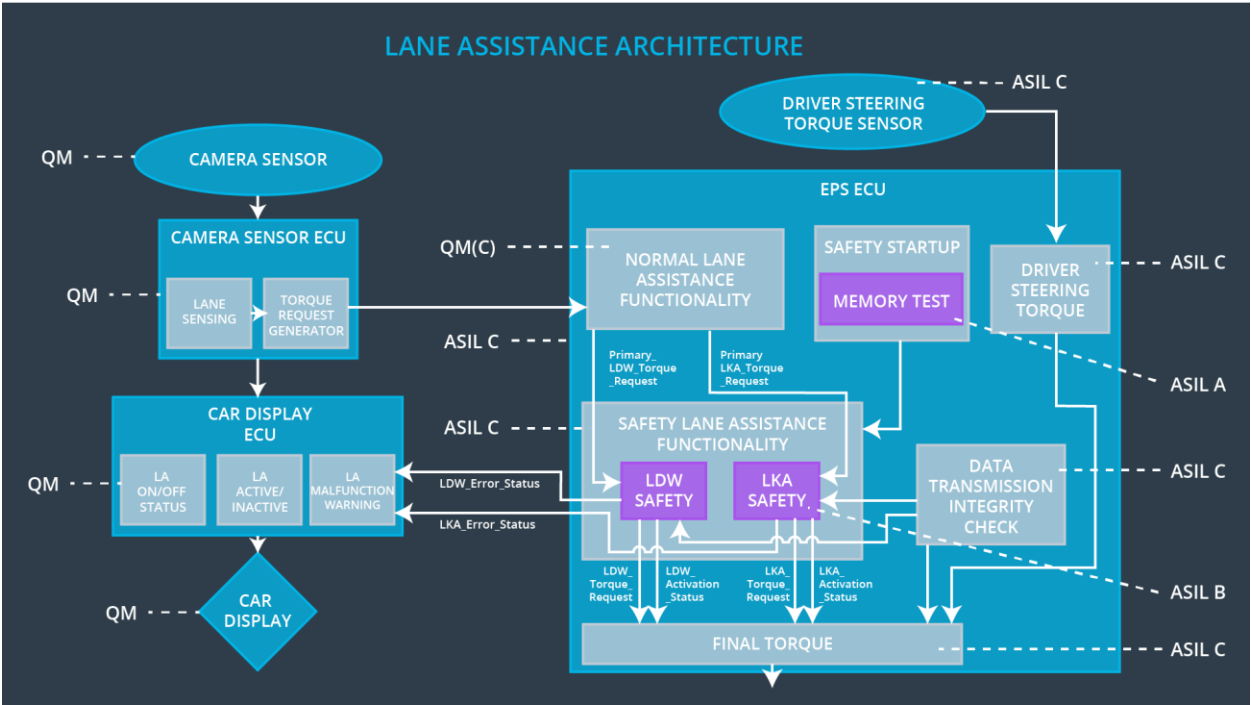 LANE ASSISTANCE ARCHITECTURE
ASIL C
DRIVER STEERING
TORQUE SENSOR
QM
CAMERA SENSOR
EPS ECU
CAMERA SENSOR ECU
QM(C)
NORMAL LANE
ASSISTANCE
FUNCTIONALITY
SAFETY STARTUP
MEMORY TEST
DRIVER
STEERING
TORQUE
ASIL C
QM
LANE
SENSING
TORQUE
REQUEST
GENERATOR
ASIL C
Primary_
LDW_Torque
_Request
Primary
LKA_Torque
_Request
ASIL A
CAR DISPLAY
ECU
ASIL C
SAFETY LANE ASSISTANCE
FUNCTIONALITY
QM
LA
ON/OFF
STATUS
LA
ACTIVE/
INACTIVE
LA
MALFUNCTION
WARNING
LDW_Error_Status
LKA_Error_Status
LDW
SAFETY
LKA
SAFETY
DATA
TRANSMISSION
INTEGRITY
CHECK
ASIL C
LDW_
Torque_
Request
LDW_
Activation
_Status
LKA_
Torque_
Request
LKA_
Activation
_Status
ASIL B
QM
CAR
DISPLAY
FINAL TORQUE
ASIL C